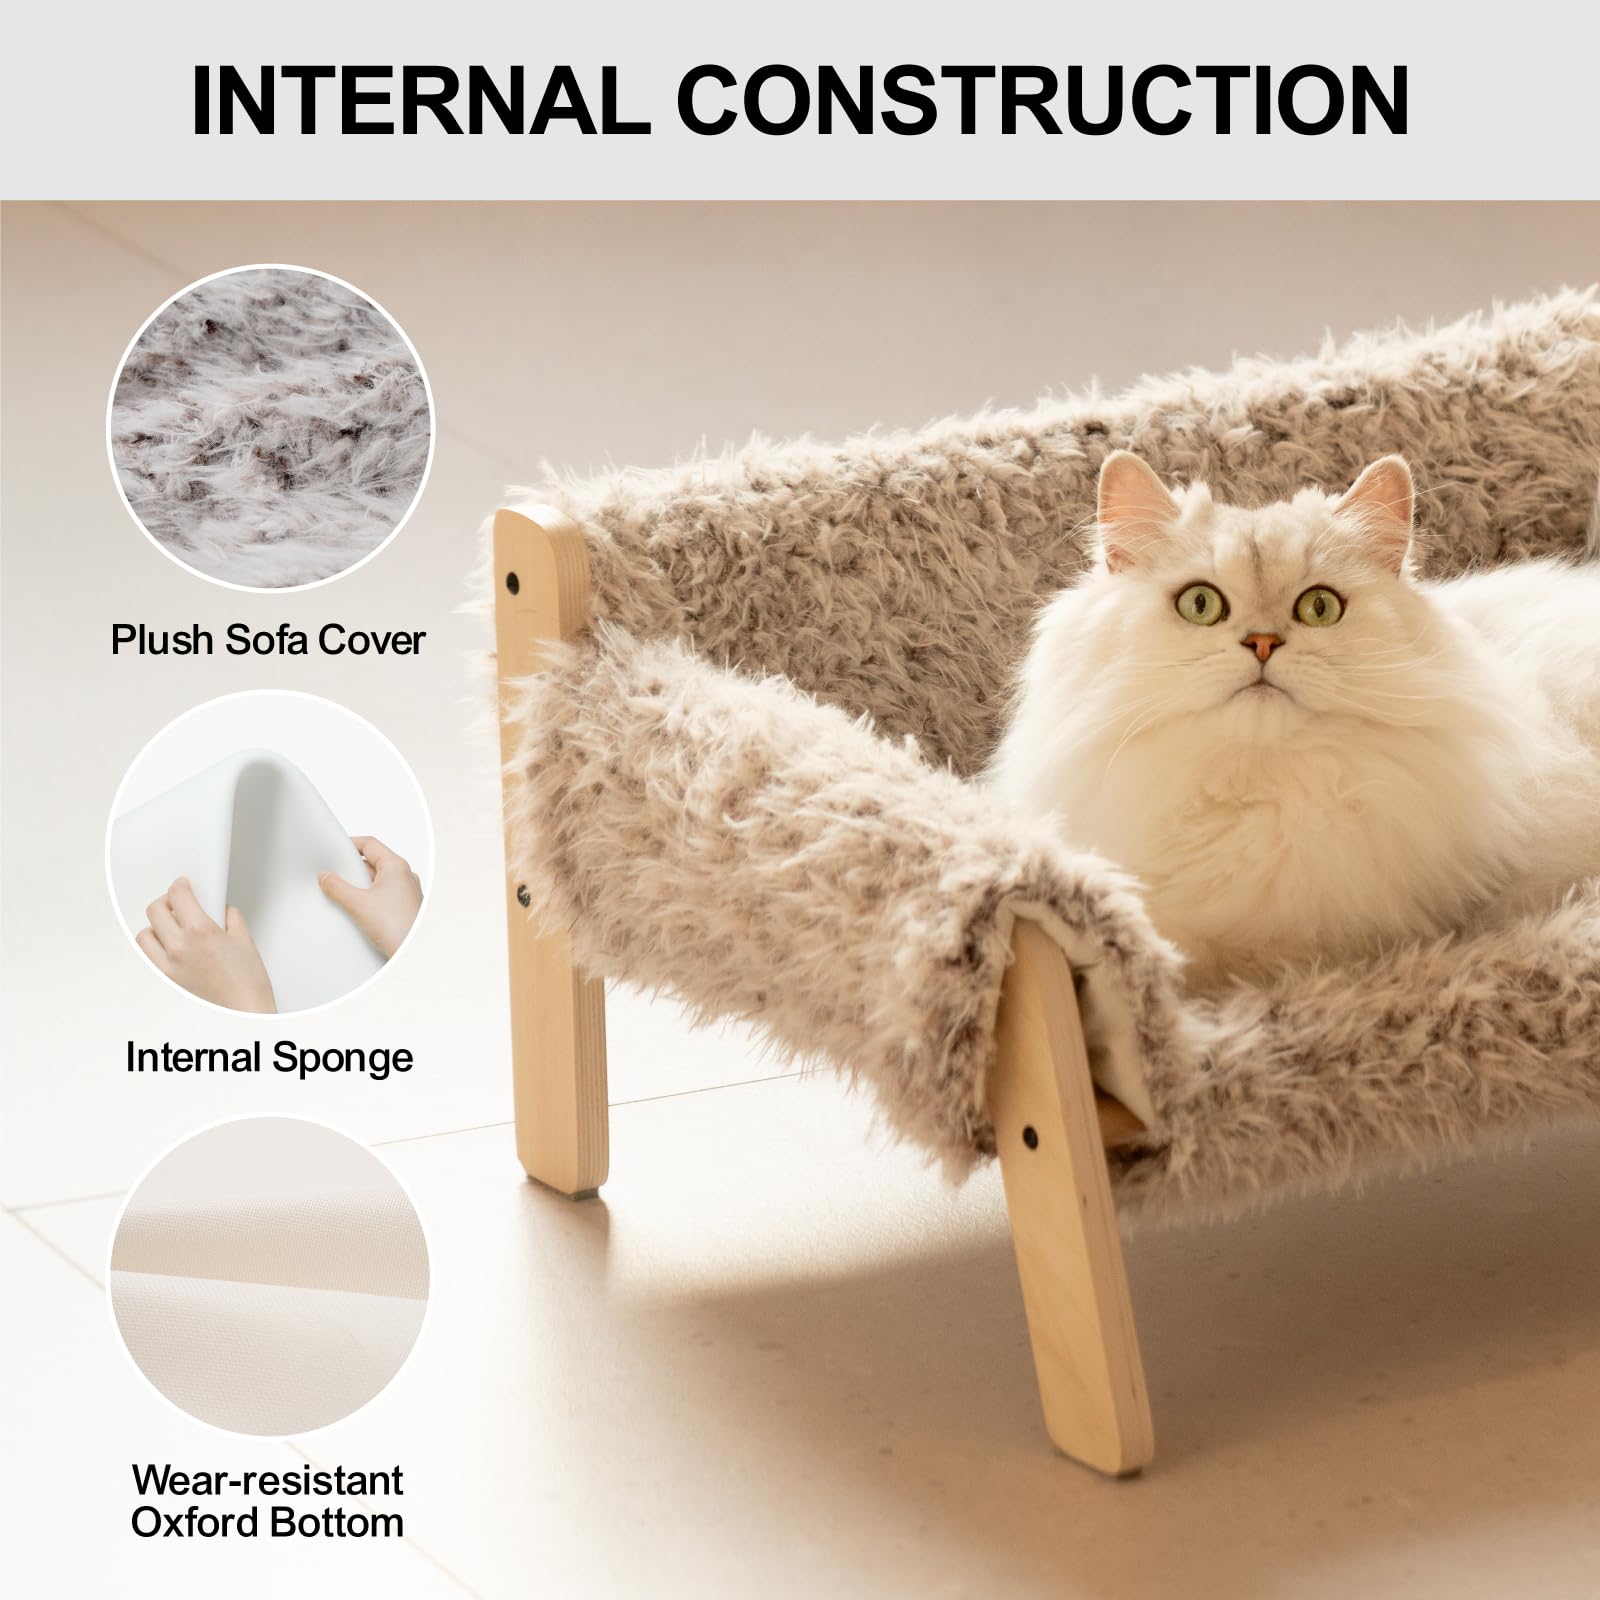 INTERNAL CONSTRUCTION
Plush Sofa Cover
Internal Sponge
Wear-resistant
Oxford Bottom